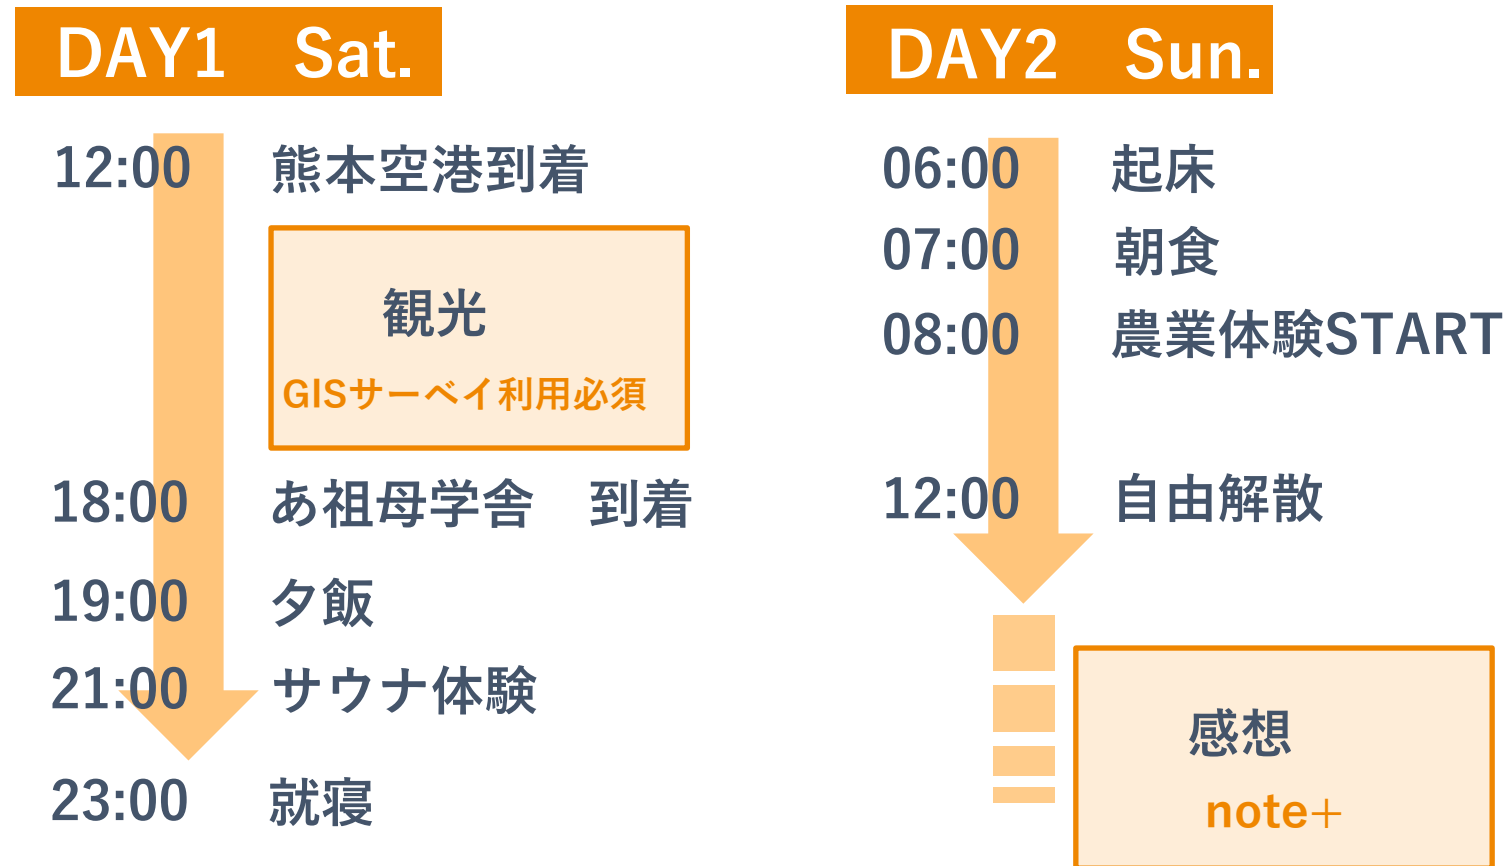 DAY1 Sat.
12:00 熊本空港到着
観光
GISサーベイ利用必須
18:00 あ祖母学舎 到着
19:00 夕飯
21:00 サウナ体験
23:00 就寝
DAY2 Sun.
06:00 起床
07:00 朝食
08:00 農業体験START
12:00 自由解散
感想
note+